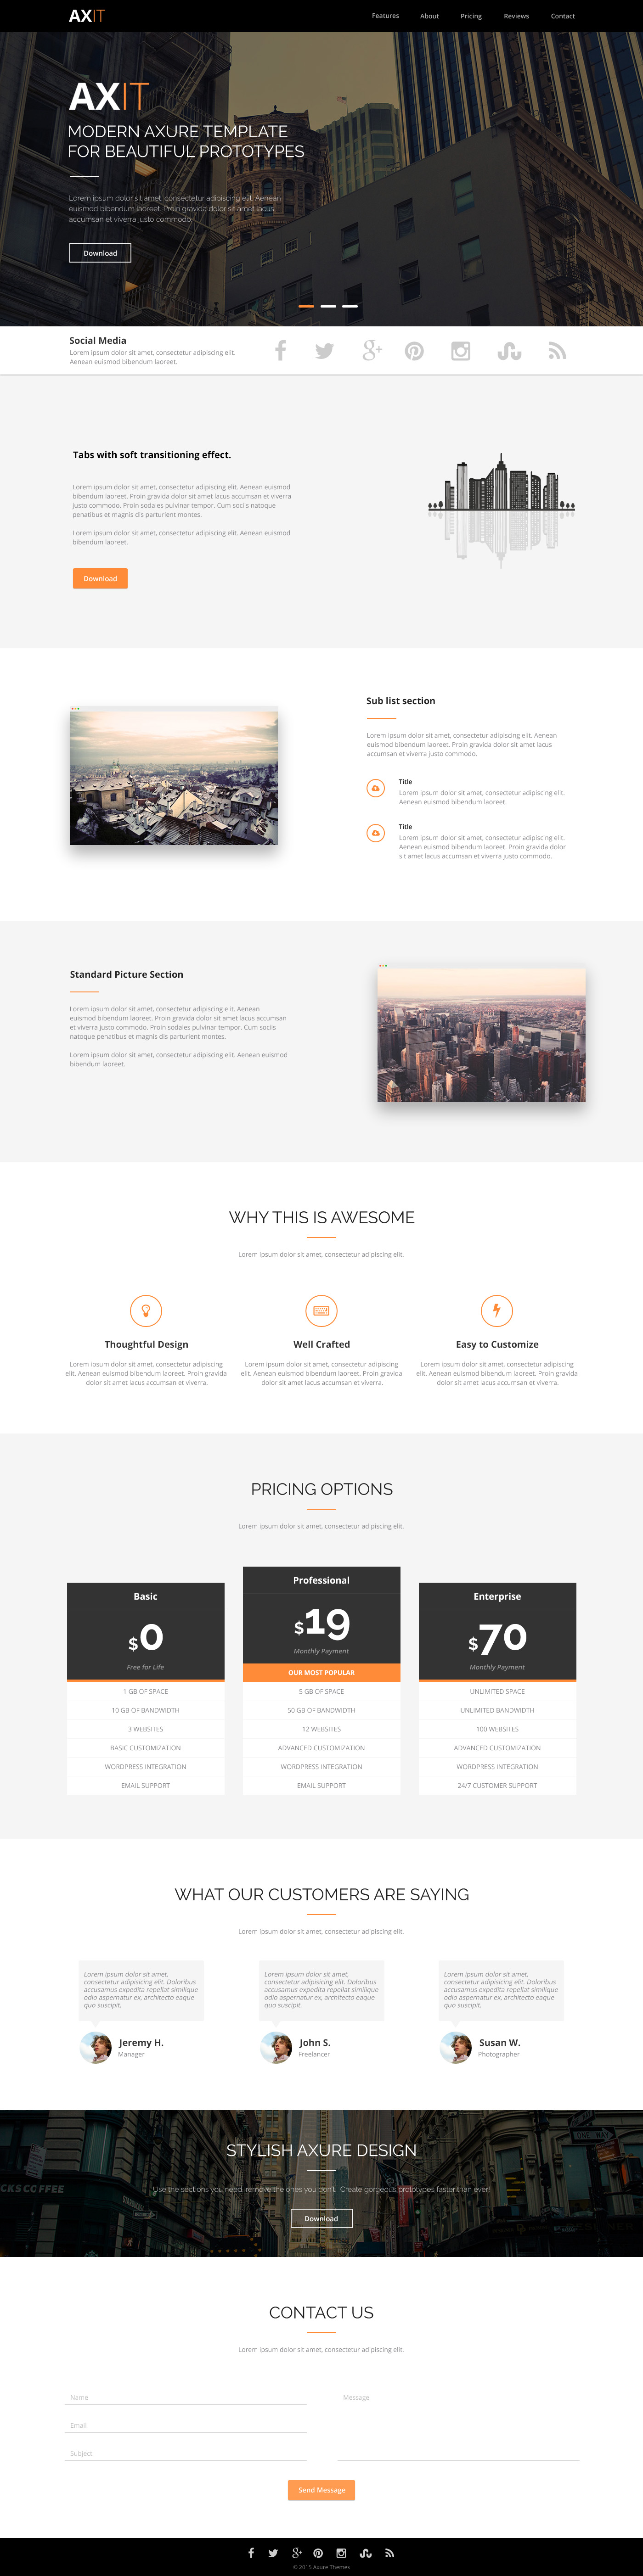 AXIT
Features About Pricing Reviews Contact
AXIT
MODERN AXURE TEMPLATE
FOR BEAUTIFUL PROTOTYPES
Lorem ipsum dolor sit amet, consectetur adipiscing elit. Aenean
euismod bibendum laoreet. Proin gravida dolor sit amet lacus
accumsan et viverra justo commodo.
Download
Social Media
Lorem ipsum dolor sit amet, consectetur adipiscing elit.
Aenean euismod bibendum laoreet.
Tabs with soft transitioning effect.
Lorem ipsum dolor sit amet, consectetur adipiscing elit. Aenean euismod
bibendum laoreet. Proin gravida dolor sit amet lacus accumsan et viverra
justo commodo. Proin sodales pulvinar tempor. Cum sociis natoque
penatibus et magnis dis parturient montes.
Lorem ipsum dolor sit amet, consectetur adipiscing elit. Aenean euismod
bibendum laoreet.
Download
Sub list section
Lorem ipsum dolor sit amet, consectetur adipiscing elit. Aenean
euismod bibendum laoreet. Proin gravida dolor sit amet lacus
accumsan et viverra justo commodo.
Title
Lorem ipsum dolor sit amet, consectetur adipiscing elit.
Aenean euismod bibendum laoreet.
Title
Lorem ipsum dolor sit amet, consectetur adipiscing elit.
Aenean euismod bibendum laoreet. Proin gravida dolor
sit amet lacus accumsan et viverra justo commodo.
Standard Picture Section
Lorem ipsum dolor sit amet, consectetur adipiscing elit. Aenean
euismod bibendum laoreet. Proin gravida dolor sit amet lacus accumsan
et viverra justo commodo. Proin sodales pulvinar tempor. Cum sociis
natoque penatibus et magnis dis parturient montes.
Lorem ipsum dolor sit amet, consectetur adipiscing elit. Aenean euismod
bibendum laoreet.
WHY THIS IS AWESOME
Lorem ipsum dolor sit amet, consectetur adipiscing elit.
Thoughtful Design
Lorem ipsum dolor sit amet, consectetur adipiscing
elit. Aenean euismod bibendum laoreet. Proin gravida
dolor sit amet lacus accumsan et viverra.
Well Crafted
Lorem ipsum dolor sit amet, consectetur adipiscing
elit. Aenean euismod bibendum laoreet. Proin gravida
dolor sit amet lacus accumsan et viverra.
Easy to Customize
Lorem ipsum dolor sit amet, consectetur adipiscing
elit. Aenean euismod bibendum laoreet. Proin gravida
dolor sit amet lacus accumsan et viverra.
PRICING OPTIONS
Lorem ipsum dolor sit amet, consectetur adipiscing elit.
Basic
$0
Free for Life
1 GB OF SPACE
10 GB OF BANDWIDTH
3 WEBSITES
BASIC CUSTOMIZATION
WORDPRESS INTEGRATION
EMAIL SUPPORT
Professional
$19
Monthly Payment
OUR MOST POPULAR
5 GB OF SPACE
50 GB OF BANDWIDTH
12 WEBSITES
ADVANCED CUSTOMIZATION
WORDPRESS INTEGRATION
EMAIL SUPPORT
Enterprise
$70
Monthly Payment
UNLIMITED SPACE
UNLIMITED BANDWIDTH
100 WEBSITES
ADVANCED CUSTOMIZATION
WORDPRESS INTEGRATION
24/7 CUSTOMER SUPPORT
WHAT OUR CUSTOMERS ARE SAYING
Lorem ipsum dolor sit amet, consectetur adipiscing elit.
Lorem ipsum dolor sit amet,
consectetur adipisicing elit. Doloribus
accusamus expedita repellat similique
odio aspernatur ex, architecto eaque
quo suscipit.
Jeremy H.
Manager
Lorem ipsum dolor sit amet,
consectetur adipisicing elit. Doloribus
accusamus expedita repellat similique
odio aspernatur ex, architecto eaque
quo suscipit.
John S.
Freelancer
Lorem ipsum dolor sit amet,
consectetur adipisicing elit. Doloribus
accusamus expedita repellat similique
odio aspernatur ex, architecto eaque
quo suscipit.
Susan W.
Photographer
STYLISH AXURE DESIGN
Use the sections you need, remove the ones you don't. Create gorgeous prototypes faster than ever!
Download
CKS COFFEE
ONE WAY
CONTACT US
Lorem ipsum dolor sit amet, consectetur adipiscing elit.
Name
Email
Subject
Message
Send Message
© 2015 Axure Themes